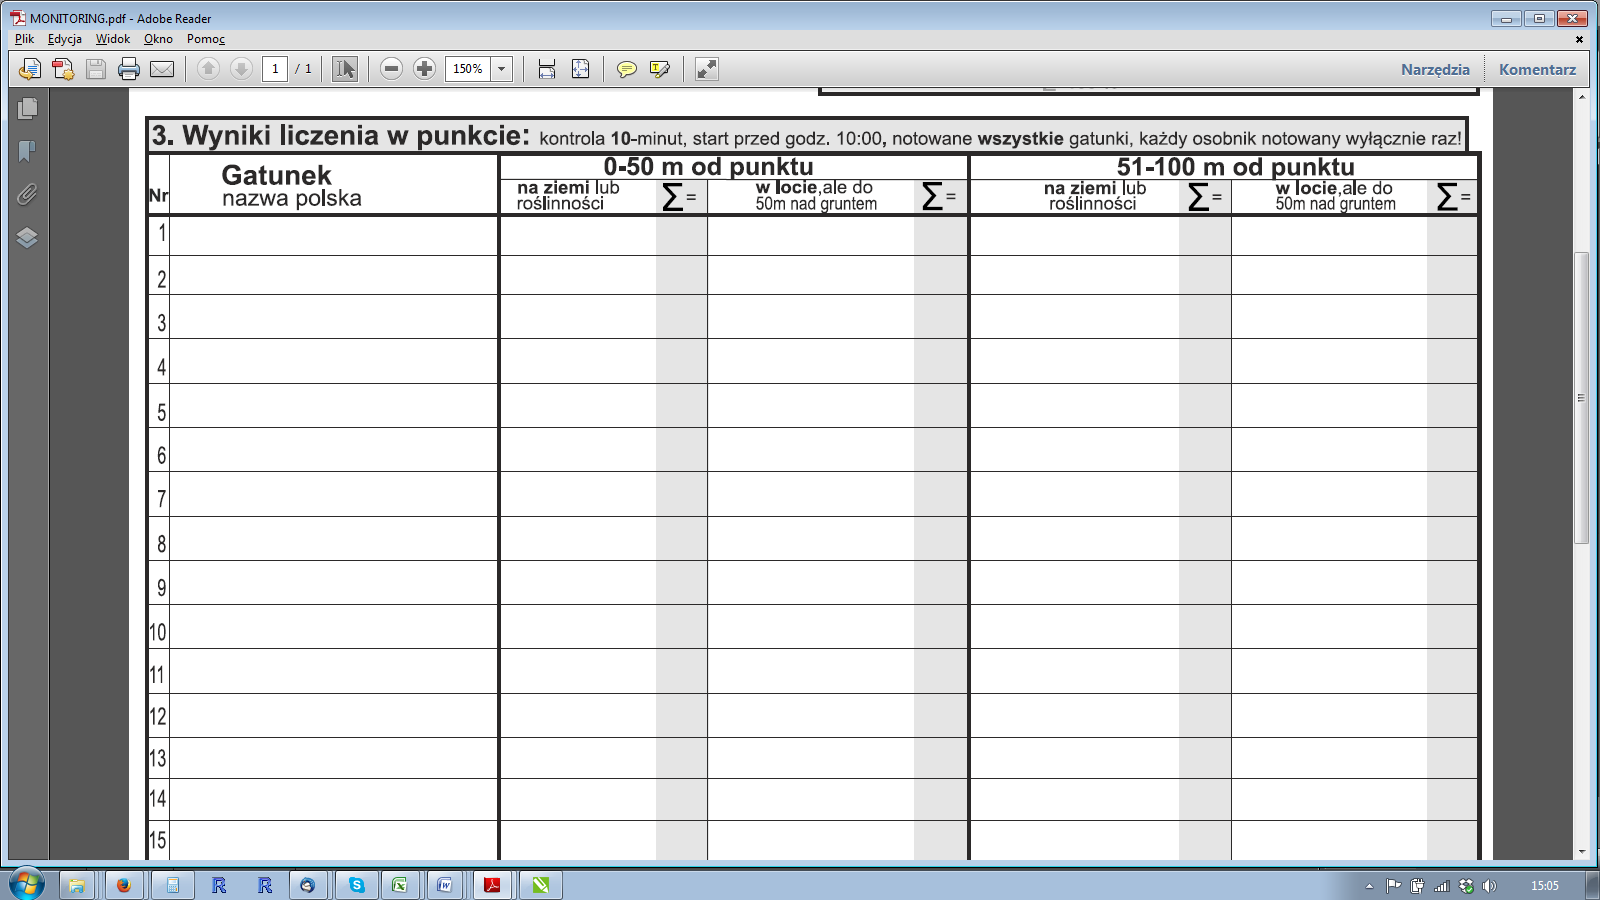 MONITORING.pdf - Adobe Reader
Plik Edycja Widok Okno Pomoc
1 / 1 150% Narzędzia Komentarz
3. Wyniki liczenia w punkcie: kontrola 10-minut, start przed godz. 10:00, notowane wszystkie gatunki, każdy osobnik notowany wyłącznie raz!
Nr
Gatunek
nazwa polska
0-50 m od punktu
na ziemi lub
roślinności
Σ=
w locie,ale do
50m nad gruntem
Σ=
51-100 m od punktu
na ziemi lub
roślinności
Σ=
w locie,ale do
50m nad gruntem
Σ=
1
2
3
4
5
6
7
8
9
10
11
12
13
14
15
15:05